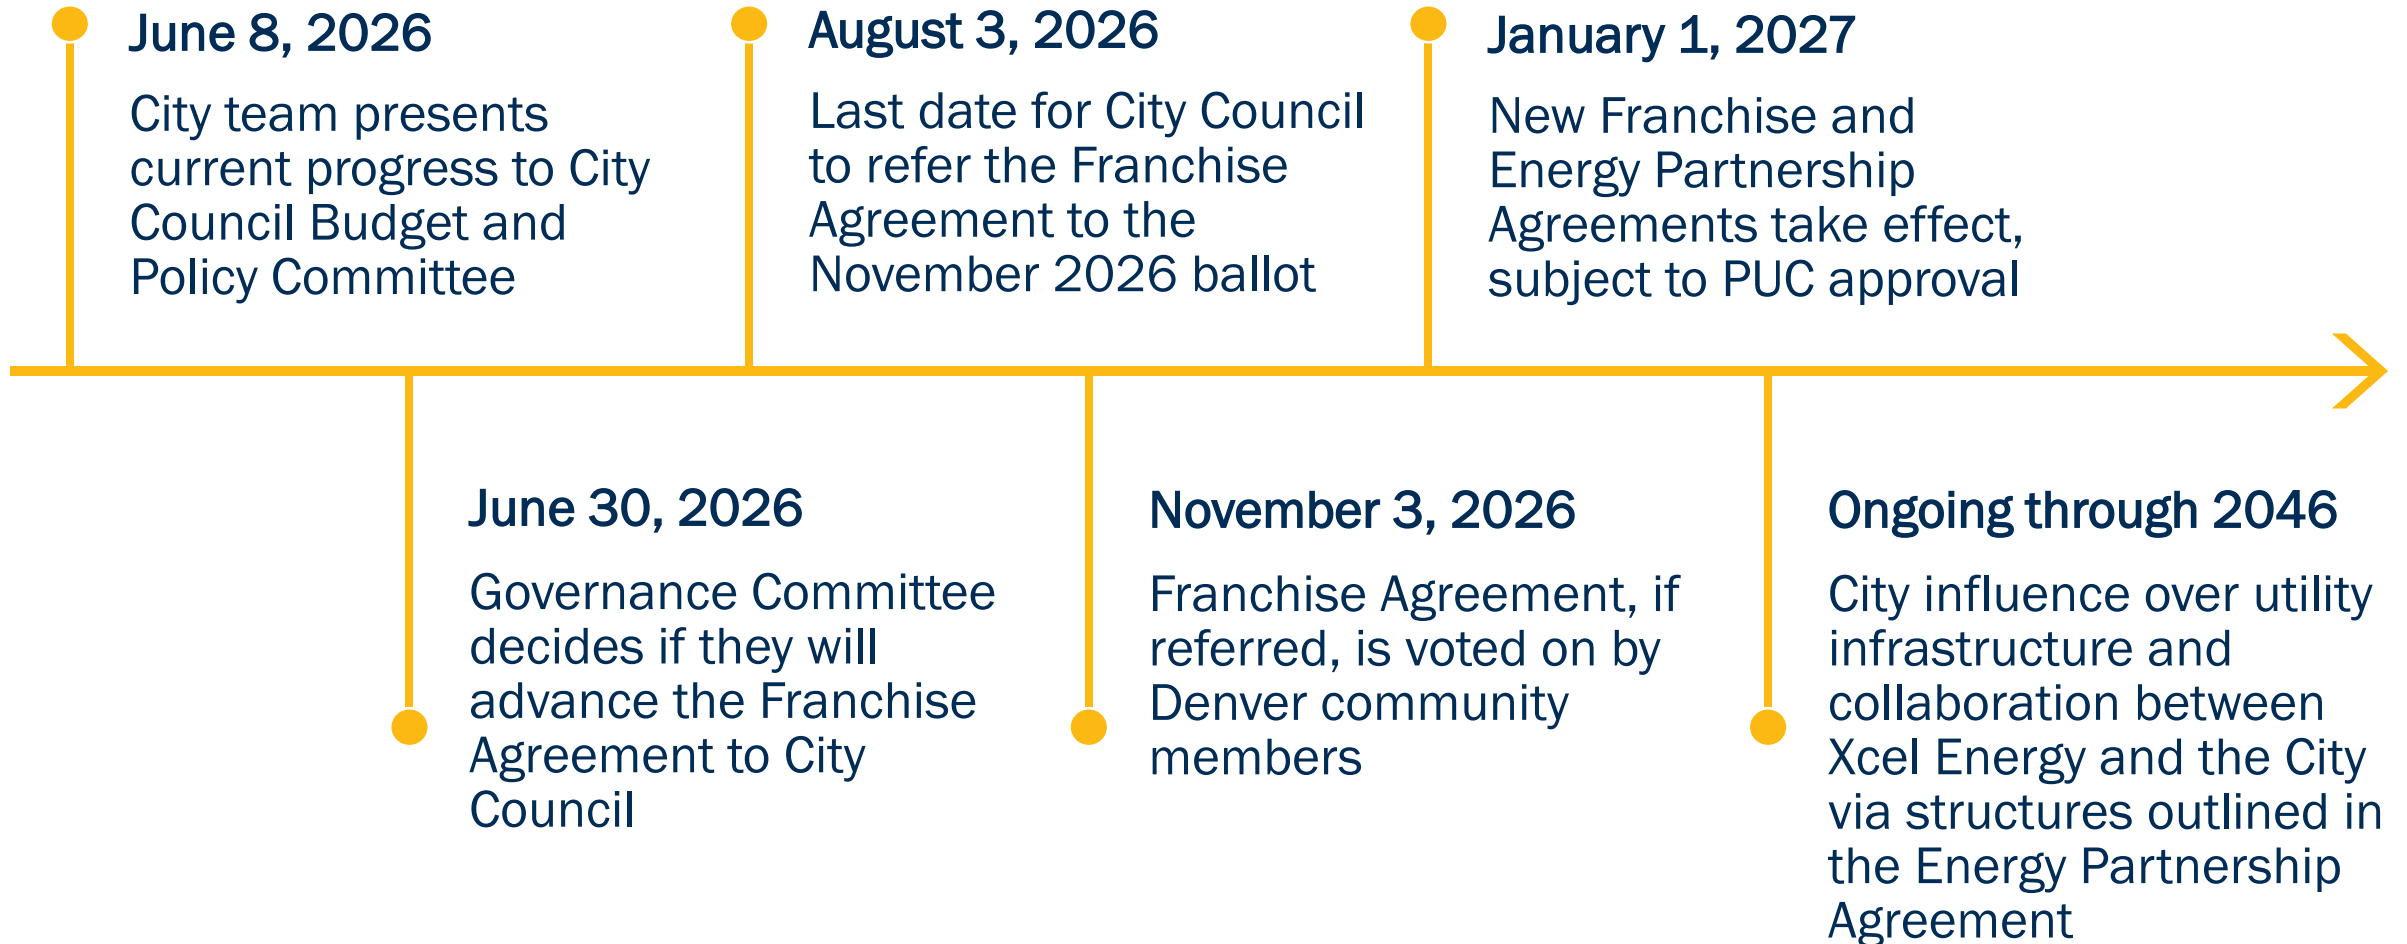 June 8, 2026
City team presents
current progress to City
Council Budget and
Policy Committee
June 30, 2026
Governance Committee
decides if they will
advance the Franchise
Agreement to City
Council
August 3, 2026
Last date for City Council
to refer the Franchise
Agreement to the
November 2026 ballot
November 3, 2026
Franchise Agreement, if
referred, is voted on by
Denver community
members
January 1, 2027
New Franchise and
Energy Partnership
Agreements take effect,
subject to PUC approval
Ongoing through 2046
City influence over utility
infrastructure and
collaboration between
Xcel Energy and the City
via structures outlined in
the Energy Partnership
Agreement